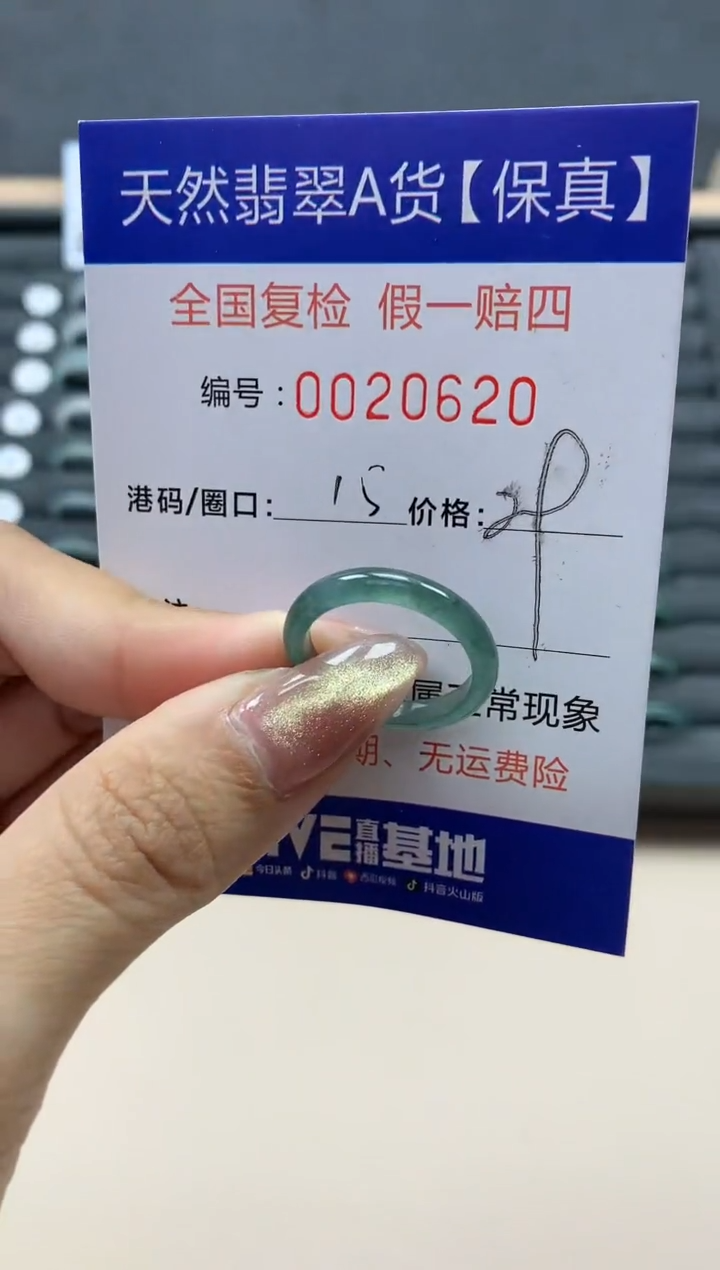 天然翡翠A货【保真】
全国复检 假一赔四
编号:0020620
港码/圈口: 15 价格:
常现象
期、无运费险
直播基地
今日头条 抖音 西瓜视频 抖音火山版